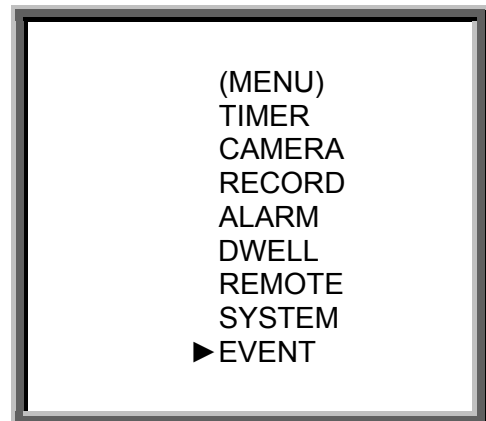 (MENU)
TIMER
CAMERA
RECORD
ALARM
DWELL
REMOTE
SYSTEM
►EVENT